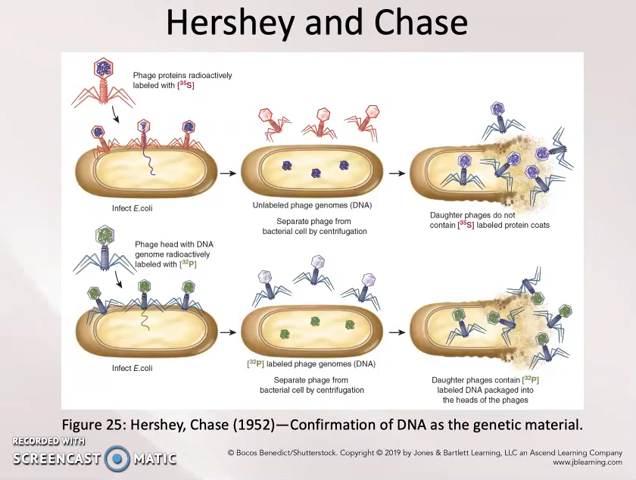 Hershey and Chase
Phage proteins radioactively
labeled with [³⁵S]
Infect E.coli
Unlabeled phage genomes (DNA)
Separate phage from
bacterial cell by centrifugation
Daughter phages do not
contain [³⁵S] labeled protein coats
Phage head with DNA
genome radioactively
labeled with [³²P]
Infect E.coli
[³²P] labeled phage genomes (DNA)
Separate phage from
bacterial cell by centrifugation
Daughter phages contain [³²P]
labeled DNA packaged into
the heads of the phages
Figure 25: Hershey, Chase (1952)—Confirmation of DNA as the genetic material.
RECORDED WITH
SCREENCAST MATIC
© Bocos Benedict/Shutterstock. Copyright © 2019 by Jones & Bartlett Learning, LLC an Ascend Learning Company
www.jblearning.com